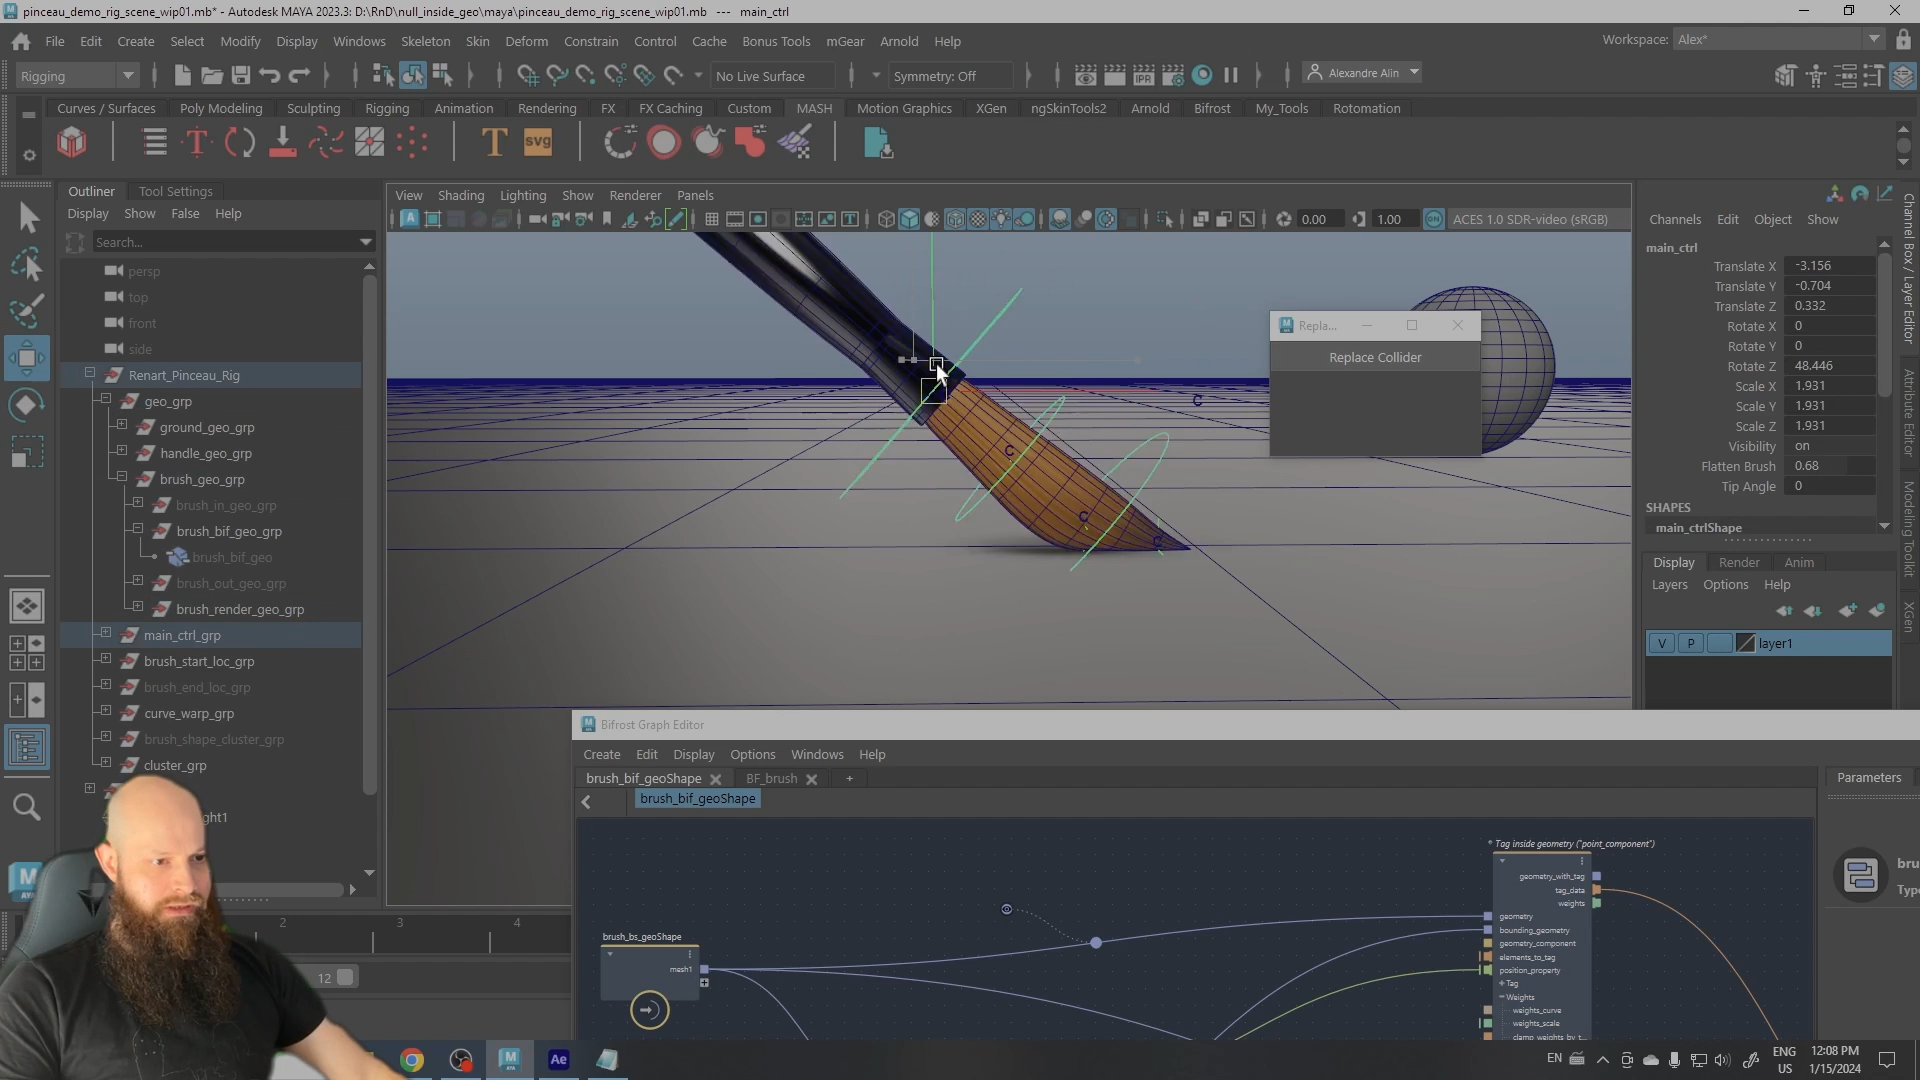 pinceau_demo_rig_scene_wip01.mb* - Autodesk MAYA 2023.3: D:\RnD\null_inside_geo\maya\pinceau_demo_rig_scene_wip01.mb --- main_ctrl
File Edit Create Select Modify Display Windows Skeleton Skin Deform Constrain Control Cache Bonus Tools mGear Arnold Help
Workspace: Alex*
Rigging
No Live Surface
Symmetry: Off
Alexandre Alin
IPR
Curves / Surfaces Poly Modeling Sculpting Rigging Animation Rendering FX FX Caching Custom MASH Motion Graphics XGen ngSkinTools2 Arnold Bifrost My_Tools Rotomation
T
T
svg
Outliner Tool Settings
Display Show False Help
Search...
persp
top
front
side
Renart_Pinceau_Rig
geo_grp
ground_geo_grp
handle_geo_grp
brush_geo_grp
brush_in_geo_grp
brush_bif_geo_grp
brush_bif_geo
brush_out_geo_grp
brush_render_geo_grp
main_ctrl_grp
brush_start_loc_grp
brush_end_loc_grp
curve_warp_grp
brush_shape_cluster_grp
cluster_grp
ght1
View Shading Lighting Show Renderer Panels
0.00
1.00
ACES 1.0 SDR-video (sRGB)
C
C
C
C
Repla...
Replace Collider
Channels Edit Object Show
main_ctrl
Translate X -3.156
Translate Y -0.704
Translate Z 0.332
Rotate X 0
Rotate Y 0
Rotate Z 48.446
Scale X 1.931
Scale Y 1.931
Scale Z 1.931
Visibility on
Flatten Brush 0.68
Tip Angle 0
SHAPES
main_ctrlShape
Display Render Anim
Layers Options Help
V P layer1
Channel Box / Layer Editor
Attribute Editor
Modeling Toolkit
XGen
Bifrost Graph Editor
Create Edit Display Options Windows Help
brush_bif_geoShape BF_brush +
brush_bif_geoShape
brush_bs_geoShape
mesh1
Tag inside geometry ("point_component")
geometry_with_tag
tag_data
weights
geometry
bounding_geometry
geometry_component
elements_to_tag
position_property
Tag
Weights
weights_curve
weights_scale
Parameters
bru
Type
2
3
4
12
Ae
EN
ENG
US
12:08 PM
1/15/2024